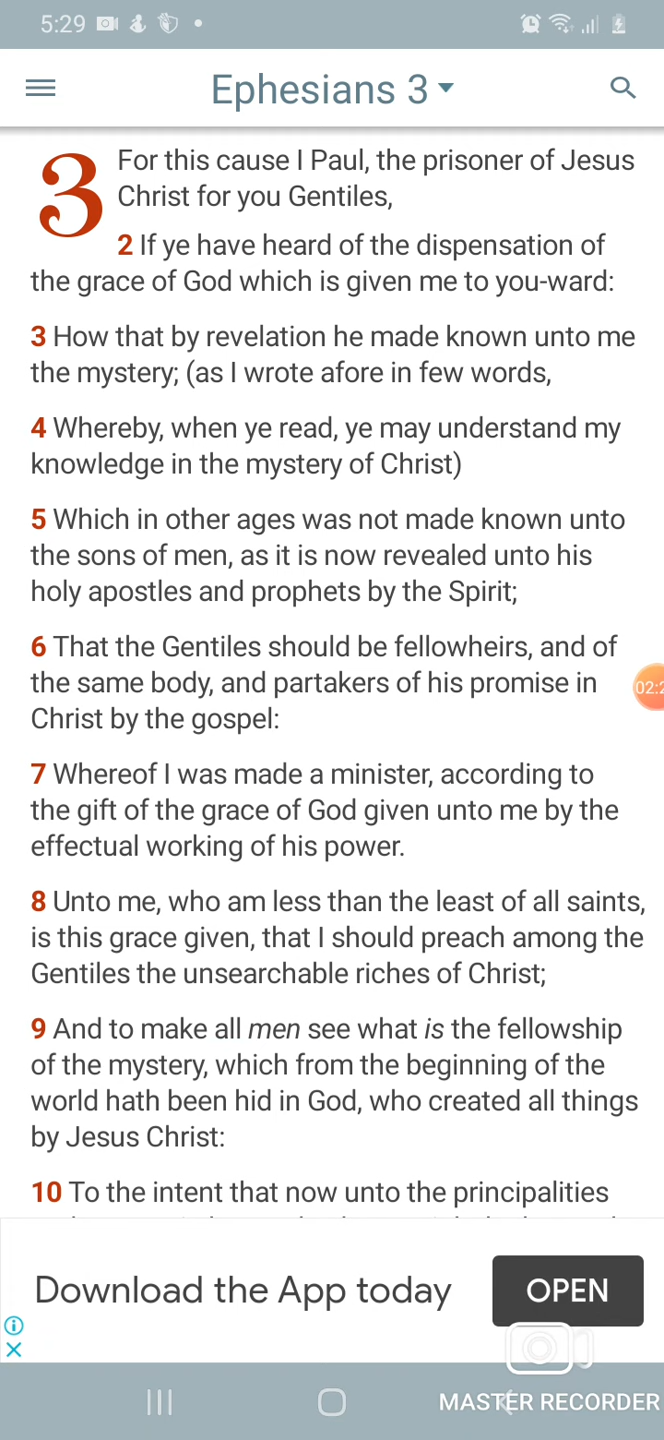 5:29
Ephesians 3
3 For this cause I Paul, the prisoner of Jesus
Christ for you Gentiles,
2 If ye have heard of the dispensation of
the grace of God which is given me to you-ward:
3 How that by revelation he made known unto me
the mystery; (as I wrote afore in few words,
4 Whereby, when ye read, ye may understand my
knowledge in the mystery of Christ)
5 Which in other ages was not made known unto
the sons of men, as it is now revealed unto his
holy apostles and prophets by the Spirit;
6 That the Gentiles should be fellowheirs, and of
the same body, and partakers of his promise in
Christ by the gospel:
02:2
7 Whereof I was made a minister, according to
the gift of the grace of God given unto me by the
effectual working of his power.
8 Unto me, who am less than the least of all saints,
is this grace given, that I should preach among the
Gentiles the unsearchable riches of Christ;
9 And to make all men see what is the fellowship
of the mystery, which from the beginning of the
world hath been hid in God, who created all things
by Jesus Christ:
10 To the intent that now unto the principalities
Download the App today
OPEN
MASTER RECORDER